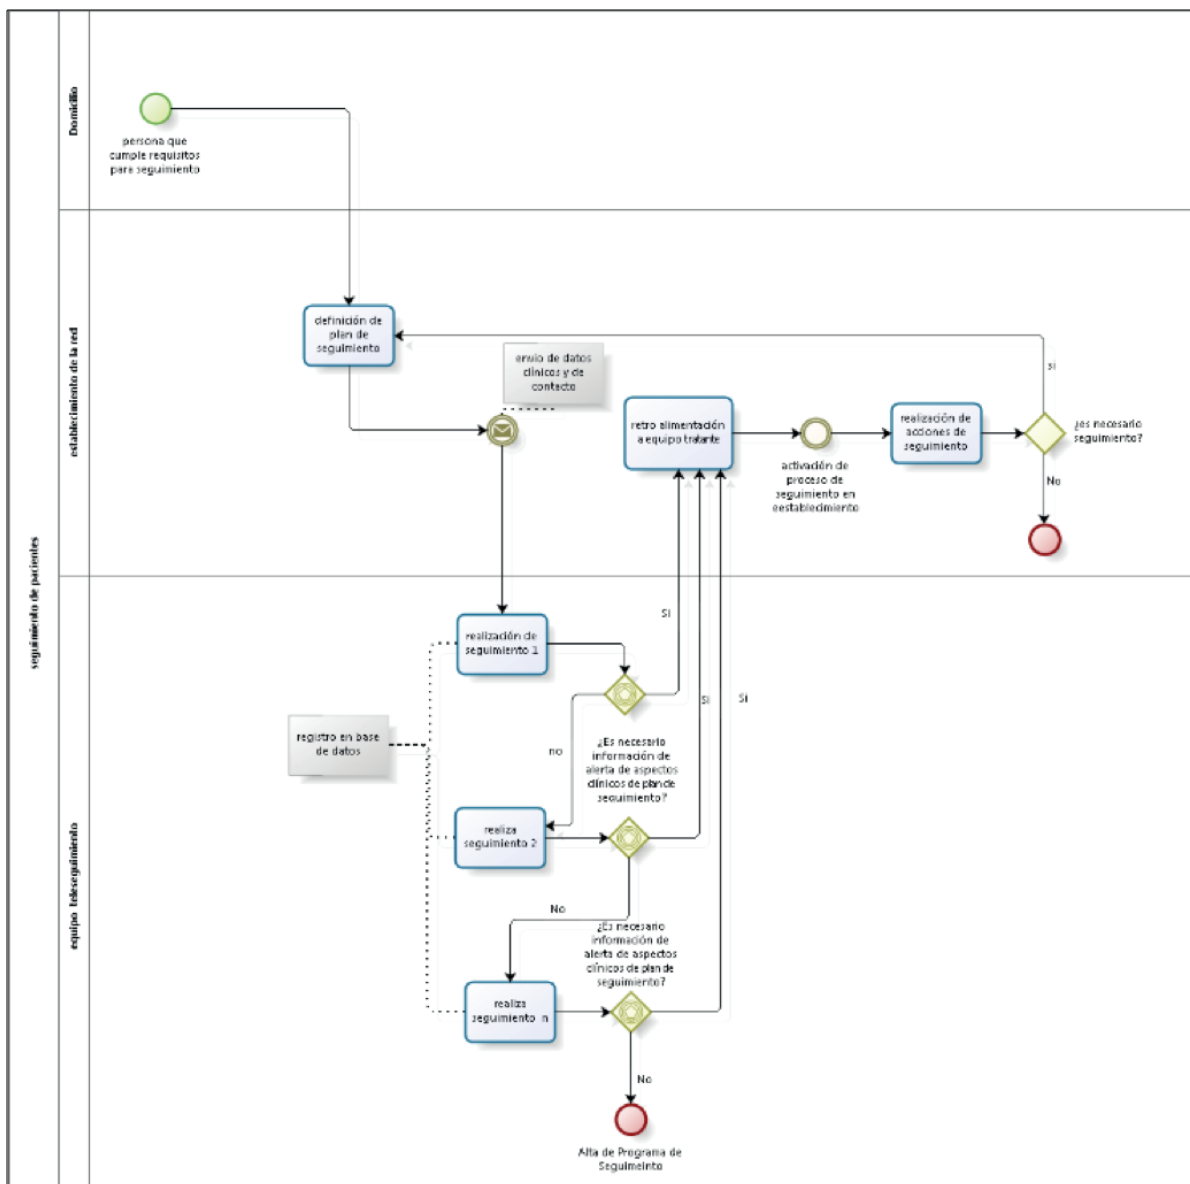 seguimiento de pacientes
Domicilio
persona que
cumple requisitos
para seguimiento
establecimiento de la red
definición de
plan de
seguimiento
envio de datos
clínicos y de
contacto
retro alimentación
a equipo tratante
activación de
proceso de
seguimiento en
eestablecimiento
realización de
acciones de
seguimiento
si
¿es necesario
seguimiento?
No
equipo teleseguimiento
realización de
seguimiento 1
Si
no
Si
Si
registro en base
de datos
¿Es necesario
información de
alerta de aspectos
clínicos de plan de
seguimiento?
realiza
seguimiento 2
No
¿Es necesario
información de
alerta de aspectos
clínicos de plan de
seguimiento?
realiza
seguimiento n
No
Alta de Programa de
Seguimeinto